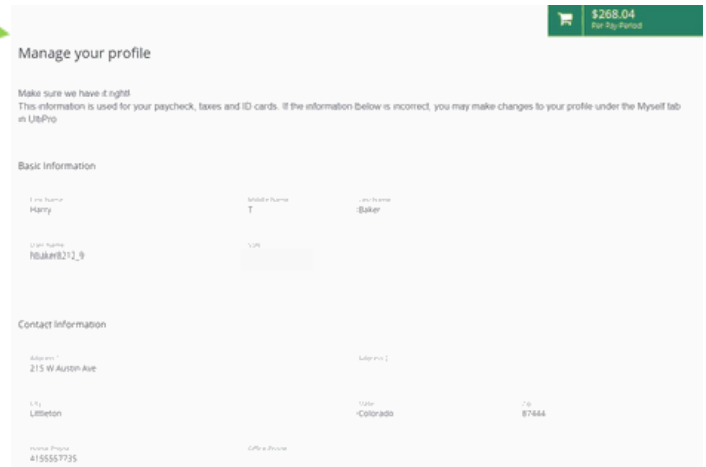 $268.04
Per Pay Period
Manage your profile
Make sure we have it right!
This information is used for your paycheck, taxes and ID cards. If the information below is incorrect, you may make changes to your profile under the Myself tab
in UltiPro
Basic Information
First Name Middle Name Last Name
Harry T Baker
User Name SSN
hbaker8212_9
Contact Information
Address 1 Address 2
215 W Austin Ave
City State Zip
Littleton Colorado 87444
Home Phone Office Phone
4155557735